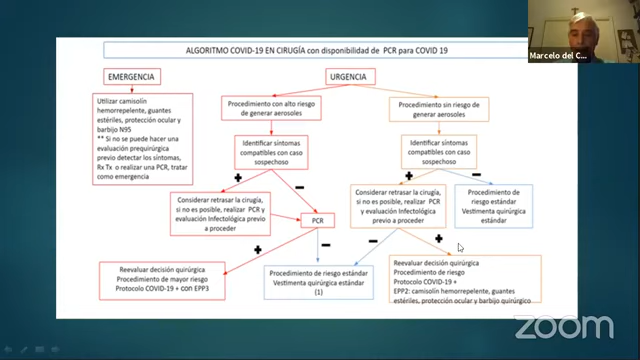 ALGORITMO COVID-19 EN CIRUGÍA con disponibilidad de PCR para COVID 19
EMERGENCIA
URGENCIA
Utilizar camisolín
hemorrepelente, guantes
estériles, protección ocular y
barbijo N95
** Si no se puede hacer una
evaluación prequirúrgica
previo detectar los síntomas,
Rx Tx o realizar una PCR, tratar
como emergencia
Procedimiento con alto riesgo
de generar aerosoles
Procedimiento sin riesgo de
generar aerosoles
Identificar síntomas
compatibles con caso
sospechoso
Identificar síntomas
compatibles con caso
sospechoso
+
-
+
-
Considerar retrasar la cirugía,
si no es posible, realizar PCR y
evaluación Infectológica previo
a proceder
PCR
Considerar retrasar la cirugía,
si no es posible, realizar PCR y
evaluación Infectológica previo
a proceder
Procedimiento de
riesgo estándar
Vestimenta quirúrgica
estándar
+
-
-
+
Reevaluar decisión quirúrgica
Procedimiento de mayor riesgo
Protocolo COVID-19 + con EPP3
Procedimiento de riesgo estándar
Vestimenta quirúrgica estándar
(1)
Reevaluar decisión quirúrgica
Procedimiento de riesgo
Protocolo COVID-19 +
EPP2: camisolín hemorrepelente, guantes
estériles, protección ocular y barbijo quirúrgico
Marcelo del C...
zoom